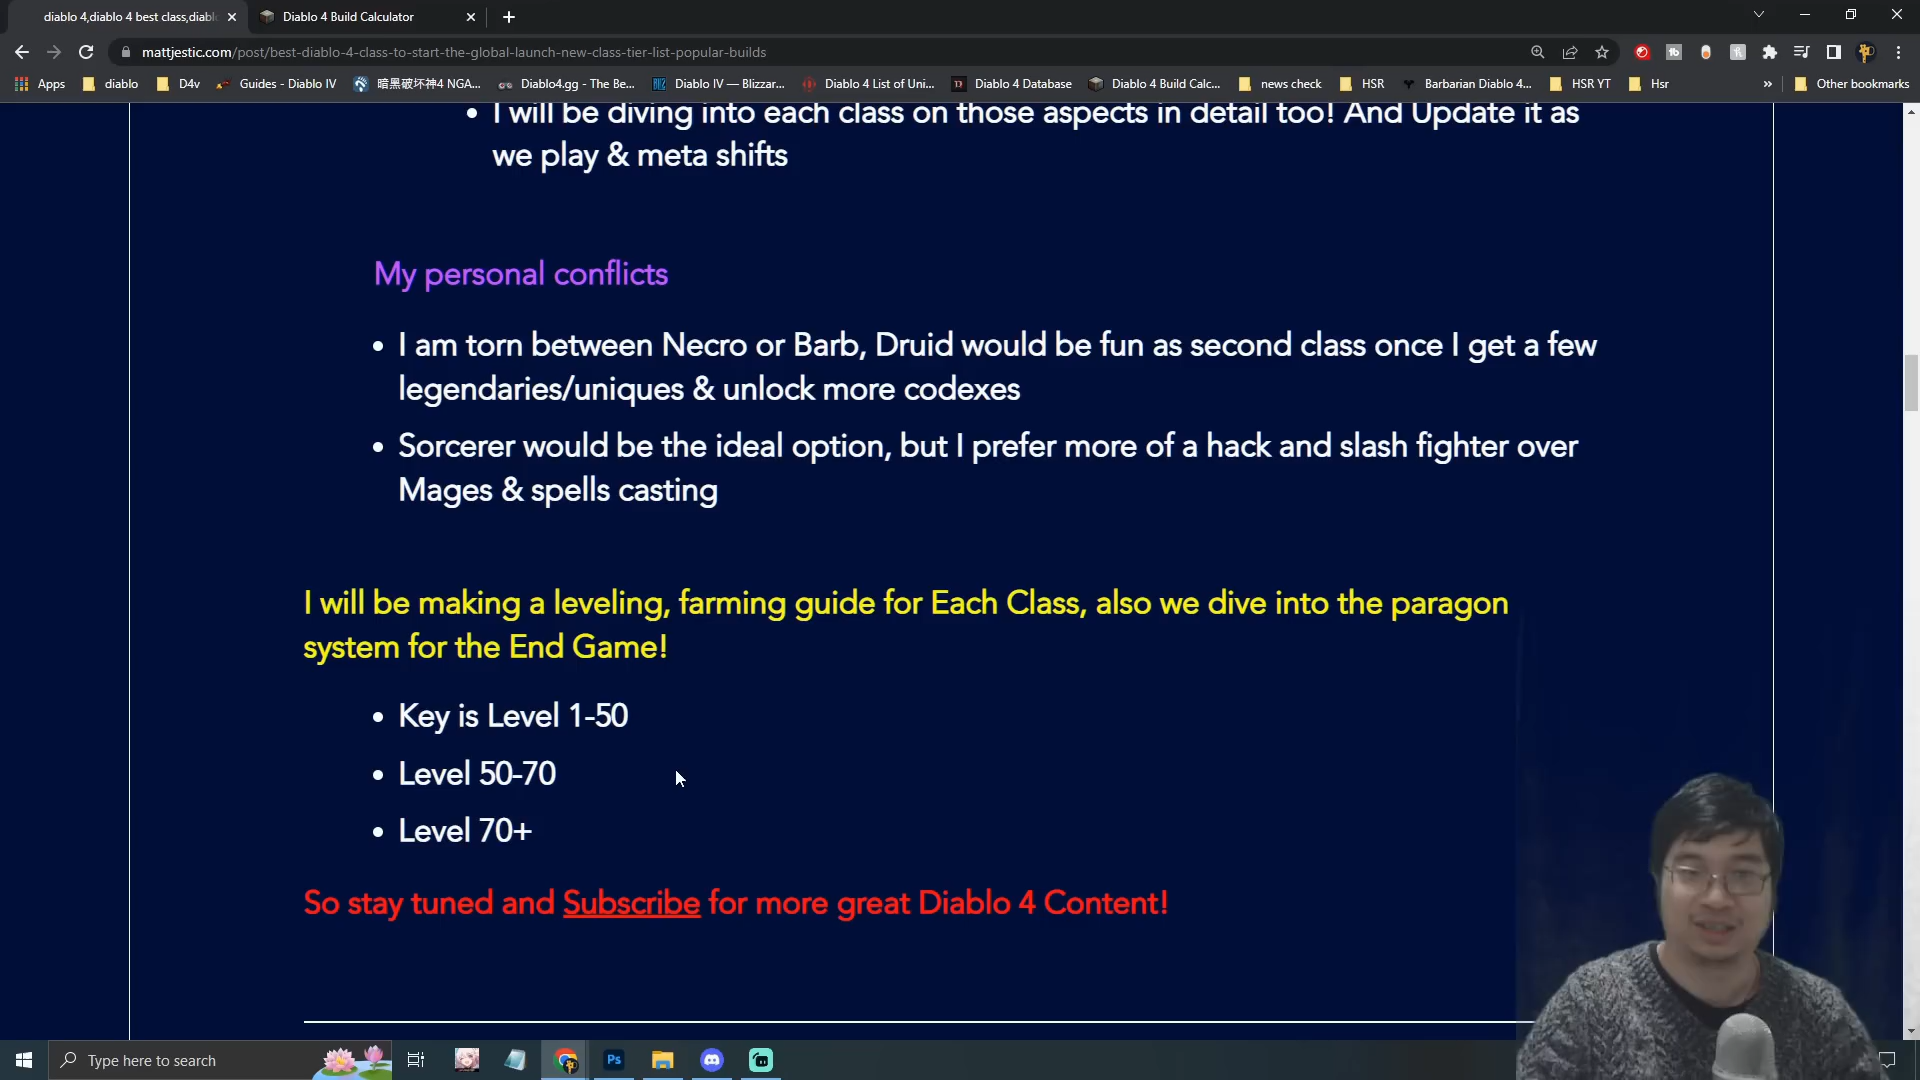 diablo 4,diablo 4 best class,diabl
Diablo 4 Build Calculator
mattjestic.com/post/best-diablo-4-class-to-start-the-global-launch-new-class-tier-list-popular-builds
Apps
diablo
D4v
Guides - Diablo IV
暗黑破坏神4 NGA...
Diablo4.gg - The Be...
Diablo IV — Blizzar...
Diablo 4 List of Uni...
Diablo 4 Database
Diablo 4 Build Calc...
news check
HSR
Barbarian Diablo 4...
HSR YT
Hsr
»
Other bookmarks
• I will be diving into each class on those aspects in detail too! And Update it as
we play & meta shifts
My personal conflicts
• I am torn between Necro or Barb, Druid would be fun as second class once I get a few
legendaries/uniques & unlock more codexes
• Sorcerer would be the ideal option, but I prefer more of a hack and slash fighter over
Mages & spells casting
I will be making a leveling, farming guide for Each Class, also we dive into the paragon
system for the End Game!
• Key is Level 1-50
• Level 50-70
• Level 70+
So stay tuned and Subscribe for more great Diablo 4 Content!
Type here to search
Ps